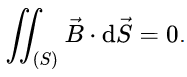 ∬_(S) B⃗ · dS⃗ = 0.